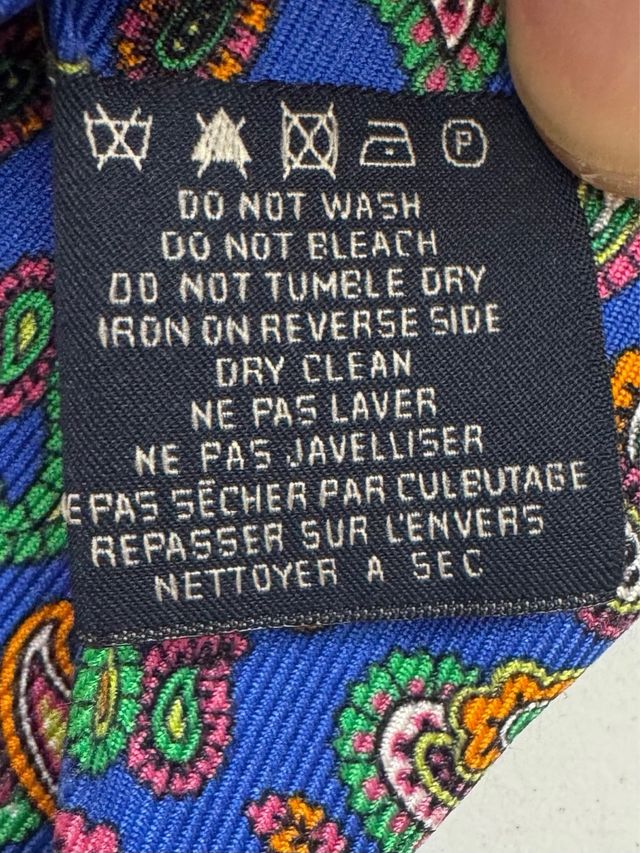 P
DO NOT WASH
DO NOT BLEACH
DO NOT TUMBLE DRY
IRON ON REVERSE SIDE
DRY CLEAN
NE PAS LAVER
NE PAS JAVELLISER
E PAS SÊCHER PAR CULBUTAGE
REPASSER SUR L'ENVERS
NETTOYER A SEC